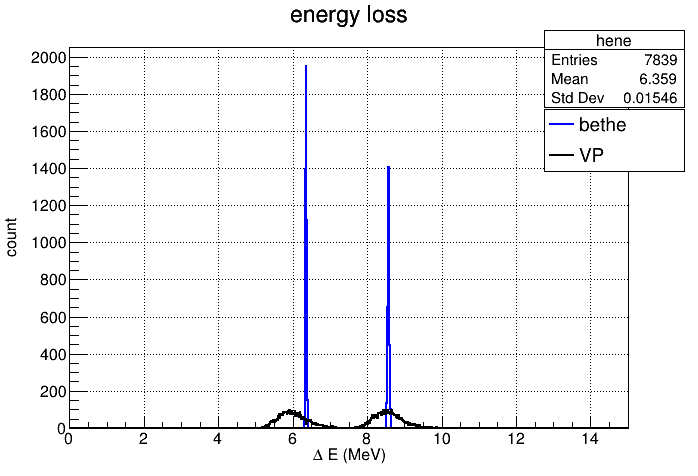 energy loss
hene
Entries 7839
Mean 6.359
Std Dev 0.01546
bethe
VP
count
2000
1800
1600
1400
1200
1000
800
600
400
200
0
0 2 4 6 8 10 12 14
Δ E (MeV)